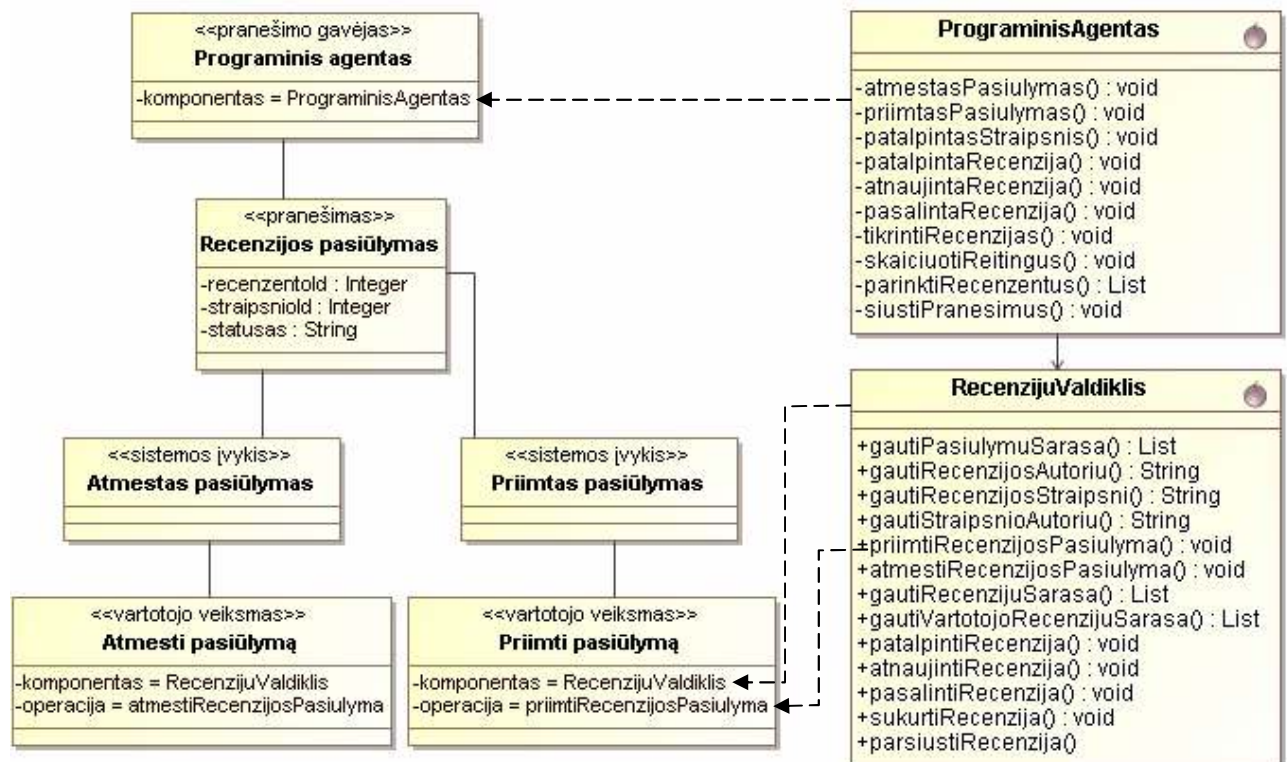 <<pranešimo gavėjas>>
Programinis agentas
-komponentas = PrograminisAgentas
<<pranešimas>>
Recenzijos pasiūlymas
-recenzentoId : Integer
-straipsnioId : Integer
-statusas : String
<<sistemos įvykis>>
Atmestas pasiūlymas
<<sistemos įvykis>>
Priimtas pasiūlymas
<<vartotojo veiksmas>>
Atmesti pasiūlymą
-komponentas = RecenzijuValdiklis
-operacija = atmestiRecenzijosPasiulyma
<<vartotojo veiksmas>>
Priimti pasiūlymą
-komponentas = RecenzijuValdiklis
-operacija = priimtiRecenzijosPasiulyma
PrograminisAgentas
-atmestasPasiulymas() : void
-priimtasPasiulymas() : void
-patalpintasStraipsnis() : void
-patalpintaRecenzija() : void
-atnaujintaRecenzija() : void
-pasalintaRecenzija() : void
-tikrintiRecenzijas() : void
-skaiciuotiReitingus() : void
-parinktiRecenzentus() : List
-siustiPranesimus() : void
RecenzijuValdiklis
+gautiPasiulymuSarasa() : List
+gautiRecenzijosAutoriu() : String
+gautiRecenzijosStraipsni() : String
+gautiStraipsnioAutoriu() : String
+priimtiRecenzijosPasiulyma() : void
+atmestiRecenzijosPasiulyma() : void
+gautiRecenzijuSarasa() : List
+gautiVartotojoRecenzijuSarasa() : List
+patalpintiRecenzija() : void
+atnaujintiRecenzija() : void
+pasalintiRecenzija() : void
+sukurtiRecenzija() : void
+parsiustiRecenzija()